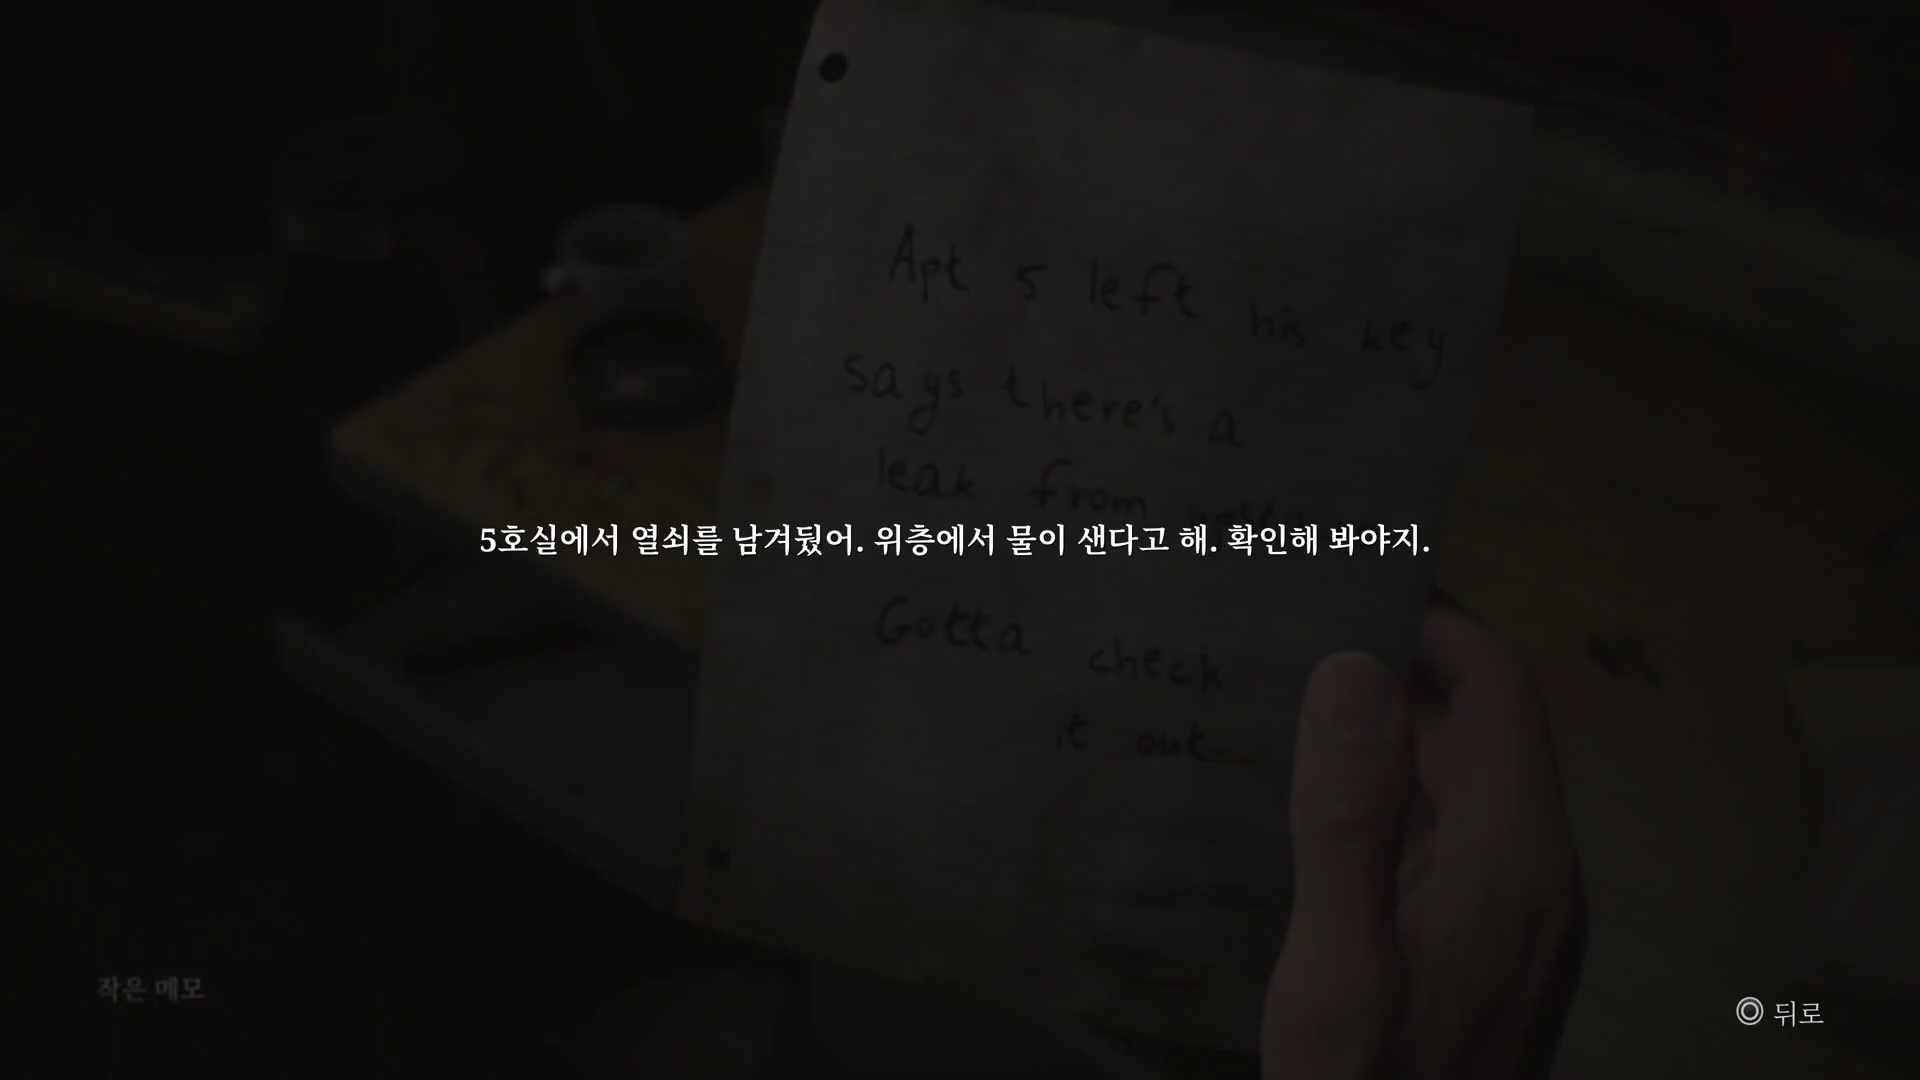 Apt 5 left his key
says there's a
leak from
5호실에서 열쇠를 남겨뒀어. 위층에서 물이 샌다고 해. 확인해 봐야지.
Gotta check
it out
작은 메모
뒤로